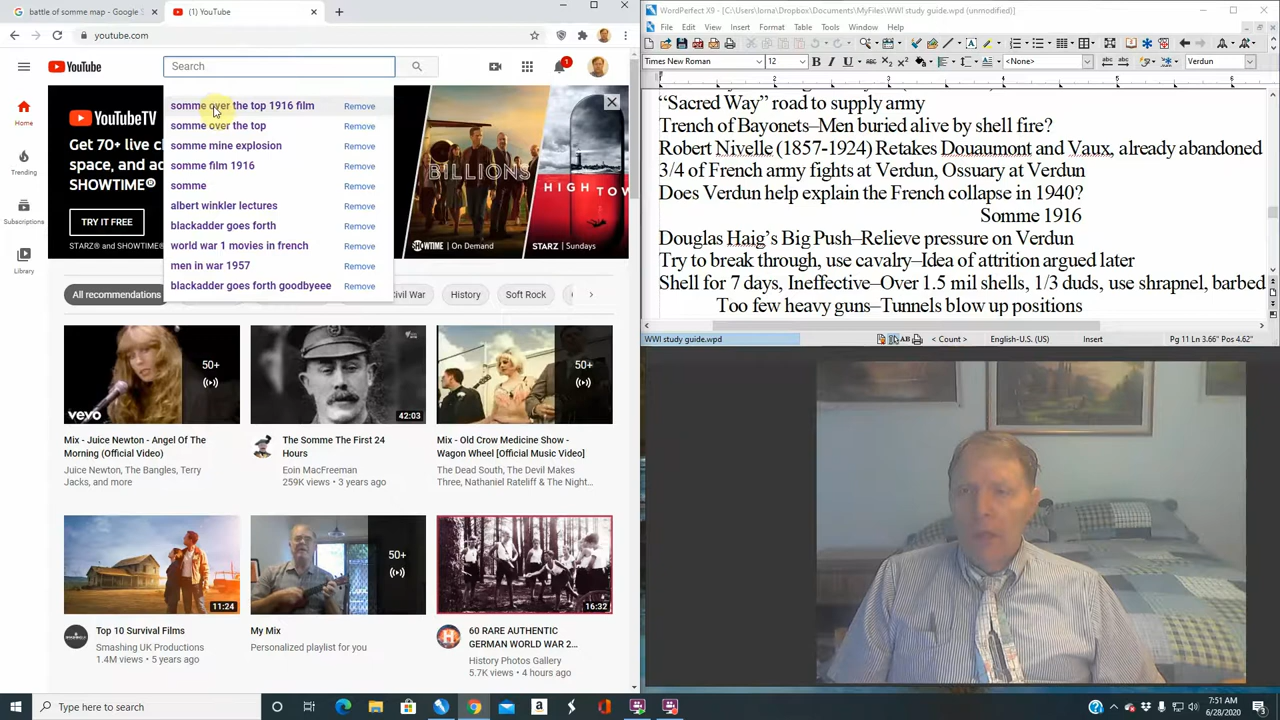 battle of somme map - Google S
(1) YouTube
youtube.com
YouTube
Search
1
Home
Trending
Subscriptions
Library
YouTubeTV
Get 70+ live c
space, and ad
SHOWTIME®
TRY IT FREE
STARZ® and SHOWTIME®
somme over the top 1916 film Remove
somme over the top Remove
somme mine explosion Remove
somme film 1916 Remove
somme Remove
albert winkler lectures Remove
blackadder goes forth Remove
world war 1 movies in french Remove
men in war 1957 Remove
blackadder goes forth goodbyeee Remove
BILLIONS
HIGH
TOW
SHOWTIME On Demand
STARZ Sundays
All recommendations
Civil War
History
Soft Rock
50+
vevo
42:03
50+
Mix - Juice Newton - Angel Of The
Morning (Official Video)
Juice Newton, The Bangles, Terry
Jacks, and more
The Somme The First 24
Hours
Eoin MacFreeman
259K views • 3 years ago
Mix - Old Crow Medicine Show -
Wagon Wheel [Official Music Video]
The Dead South, The Devil Makes
Three, Nathaniel Rateliff & The Night…
11:24
50+
16:32
Top 10 Survival Films
Smashing UK Productions
1.4M views • 5 years ago
My Mix
Personalized playlist for you
60 RARE AUTHENTIC
GERMAN WORLD WAR 2…
History Photos Gallery
5.7K views • 4 hours ago
WordPerfect X9 - [C:\Users\lorna\Dropbox\Documents\MyFiles\WWI study guide.wpd (unmodified)]
File Edit View Insert Format Table Tools Window Help
Times New Roman 12 B I U <None> Verdun
1 2 3 4 5 6
"Sacred Way" road to supply army
Trench of Bayonets–Men buried alive by shell fire?
Robert Nivelle (1857-1924) Retakes Douaumont and Vaux, already abandoned
3/4 of French army fights at Verdun, Ossuary at Verdun
Does Verdun help explain the French collapse in 1940?
Somme 1916
Douglas Haig's Big Push–Relieve pressure on Verdun
Try to break through, use cavalry–Idea of attrition argued later
Shell for 7 days, Ineffective–Over 1.5 mil shells, 1/3 duds, use shrapnel, barbed
Too few heavy guns–Tunnels blow up positions
WWI study guide.wpd
AB
< Count >
English-U.S. (US)
Insert
Pg 11 Ln 3.66" Pos 4.62"
Type here to search
7:51 AM
6/28/2020